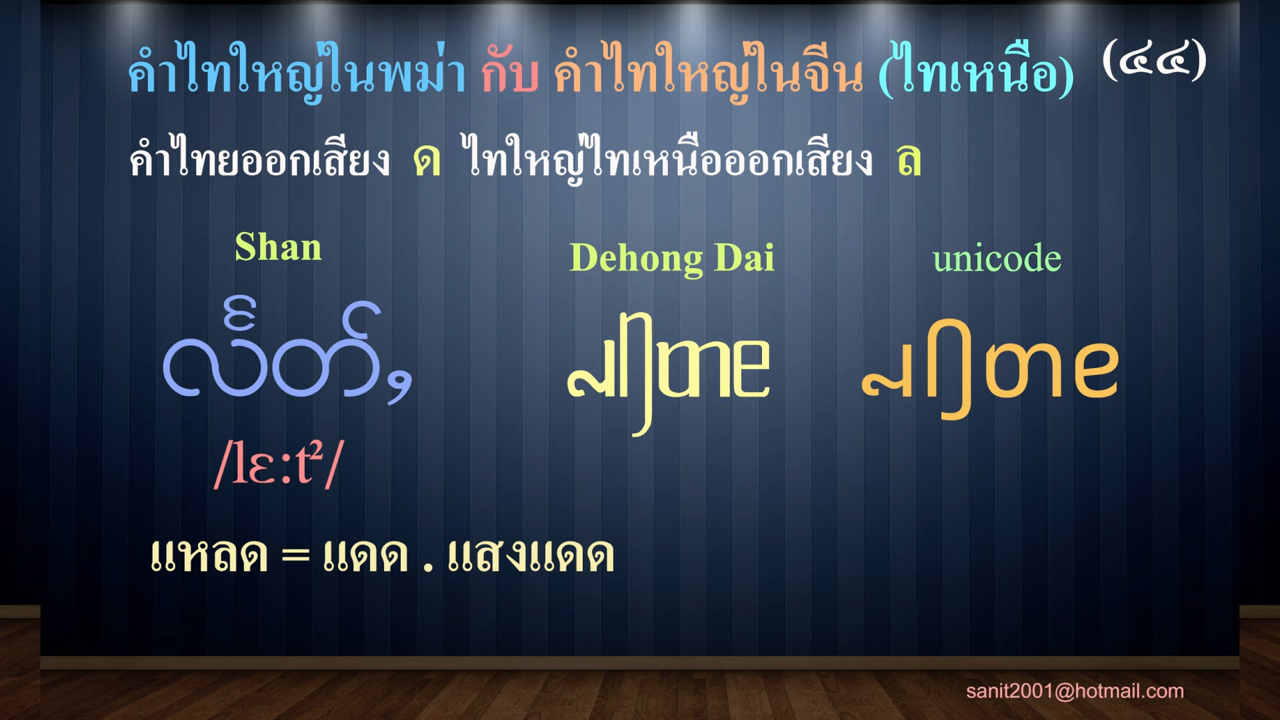 คำไทใหญ่ในพม่า กับ คำไทใหญ่ในจีน (ไทเหนือ) (๔๔)
คำไทยออกเสียง ด ไทใหญ่ไทเหนือออกเสียง ล
Shan Dehong Dai unicode
လႅတ်ႇ ᥘᥦᥖᥱ ᥘᥦᥖᥱ
/lɛ:t²/
แหลด = แดด . แสงแดด
sanit2001@hotmail.com